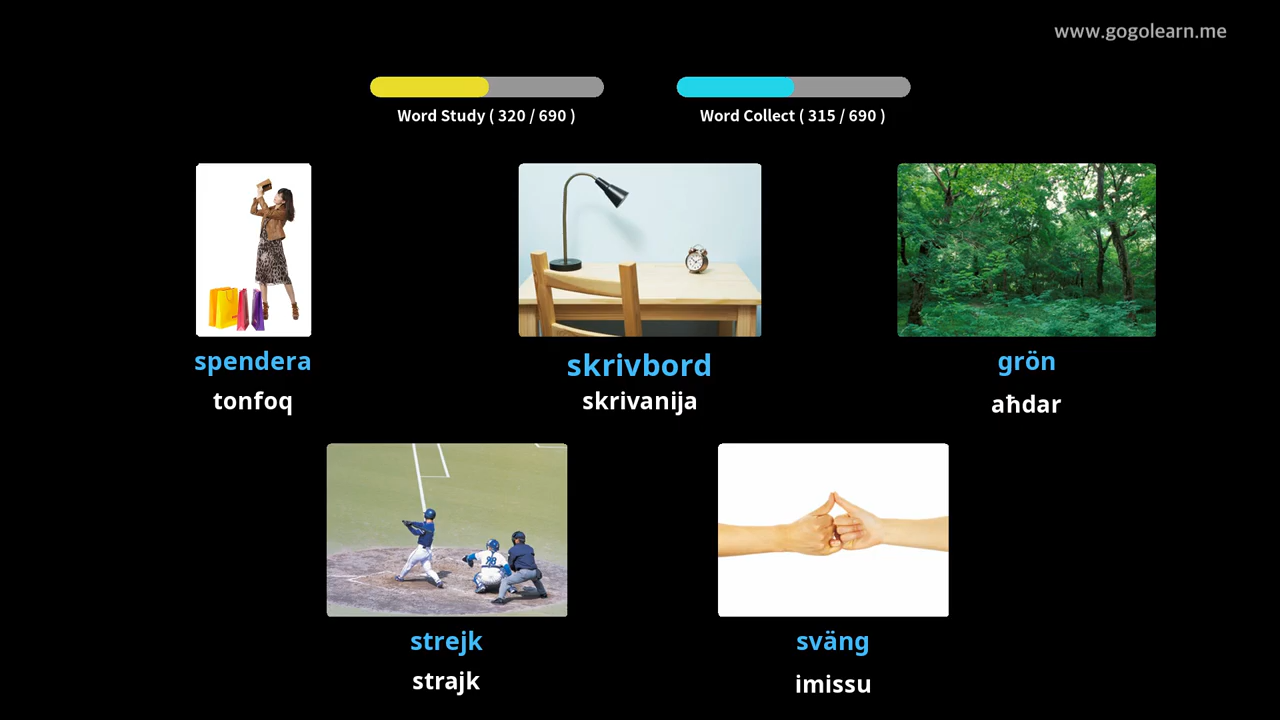 www.gogolearn.me
Word Study ( 320 / 690 )
Word Collect ( 315 / 690 )
spendera
tonfoq
skrivbord
skrivanija
grön
aħdar
strejk
strajk
sväng
imissu